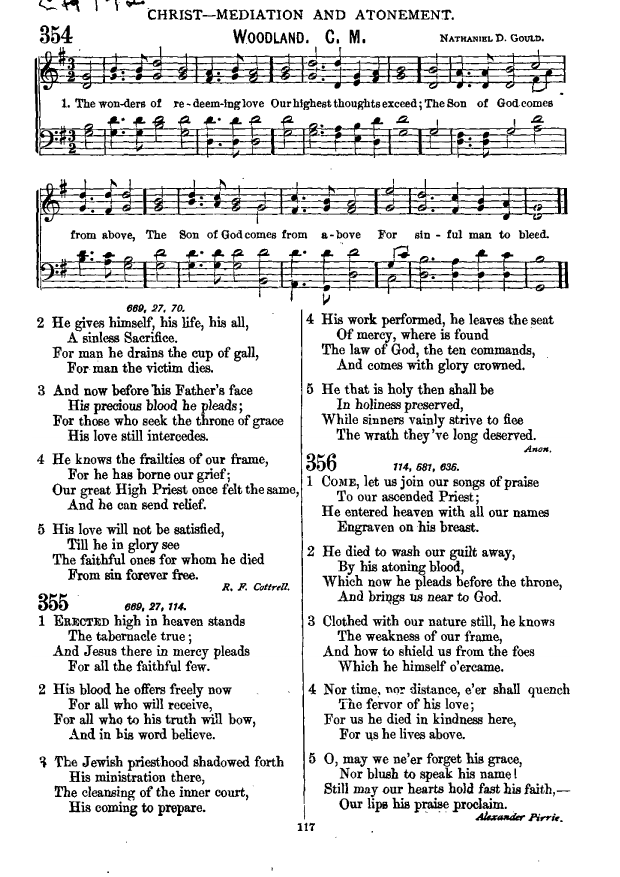 CHRIST—MEDIATION AND ATONEMENT.
354
WOODLAND. C. M.
NATHANIEL D. GOULD.
1. The won-ders of re-deem-ing love Our highest thoughts exceed; The Son of God comes
from above, The Son of God comes from a-bove For sin-ful man to bleed.
669, 27, 70.
2 He gives himself, his life, his all,
A sinless Sacrifice.
For man he drains the cup of gall,
For man the victim dies.
3 And now before his Father's face
His precious blood he pleads;
For those who seek the throne of grace
His love still intercedes.
4 He knows the frailties of our frame,
For he has borne our grief;
Our great High Priest once felt the same,
And he can send relief.
5 His love will not be satisfied,
Till he in glory see
The faithful ones for whom he died
From sin forever free.
R. F. Cottrell.
355
669, 27, 114.
1 ERECTED high in heaven stands
The tabernacle true;
And Jesus there in mercy pleads
For all the faithful few.
2 His blood he offers freely now
For all who will receive,
For all who to his truth will bow,
And in his word believe.
3 The Jewish priesthood shadowed forth
His ministration there,
The cleansing of the inner court,
His coming to prepare.
4 His work performed, he leaves the seat
Of mercy, where is found
The law of God, the ten commands,
And comes with glory crowned.
5 He that is holy then shall be
In holiness preserved,
While sinners vainly strive to flee
The wrath they've long deserved.
Anon.
356
114, 581, 635.
1 COME, let us join our songs of praise
To our ascended Priest;
He entered heaven with all our names
Engraven on his breast.
2 He died to wash our guilt away,
By his atoning blood,
Which now he pleads before the throne,
And brings us near to God.
3 Clothed with our nature still, he knows
The weakness of our frame,
And how to shield us from the foes
Which he himself o'ercame.
4 Nor time, nor distance, e'er shall quench
The fervor of his love;
For us he died in kindness here,
For us he lives above.
5 O, may we ne'er forget his grace,
Nor blush to speak his name!
Still may our hearts hold fast his faith,—
Our lips his praise proclaim.
Alexander Pirrie.
117